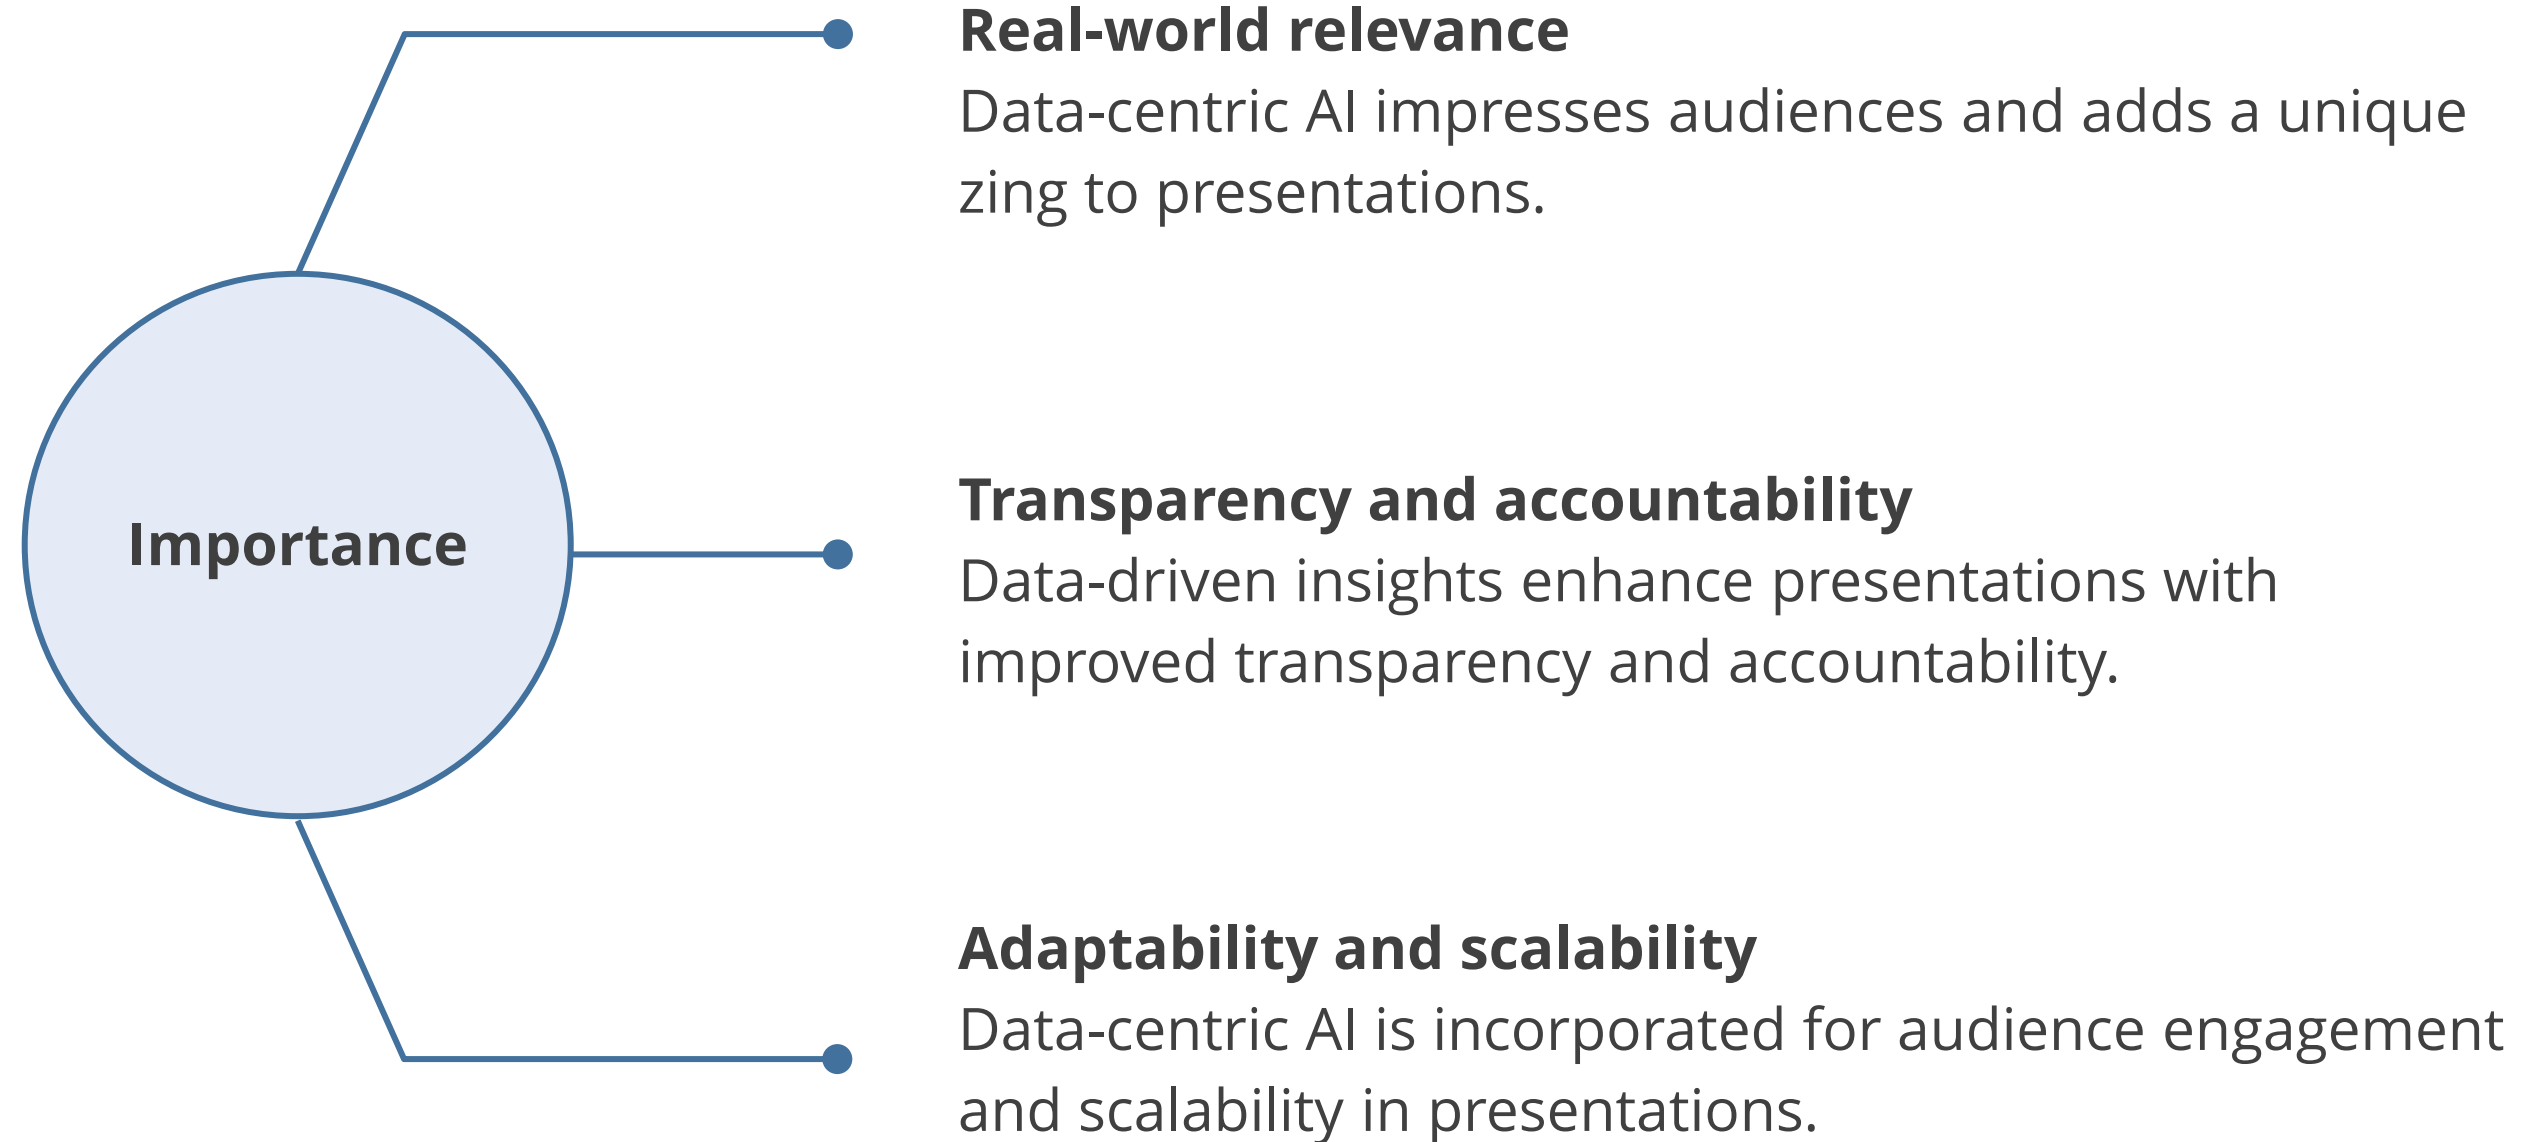 Real-world relevance
Data-centric AI impresses audiences and adds a unique
zing to presentations.
Importance
Transparency and accountability
Data-driven insights enhance presentations with
improved transparency and accountability.
Adaptability and scalability
Data-centric AI is incorporated for audience engagement
and scalability in presentations.